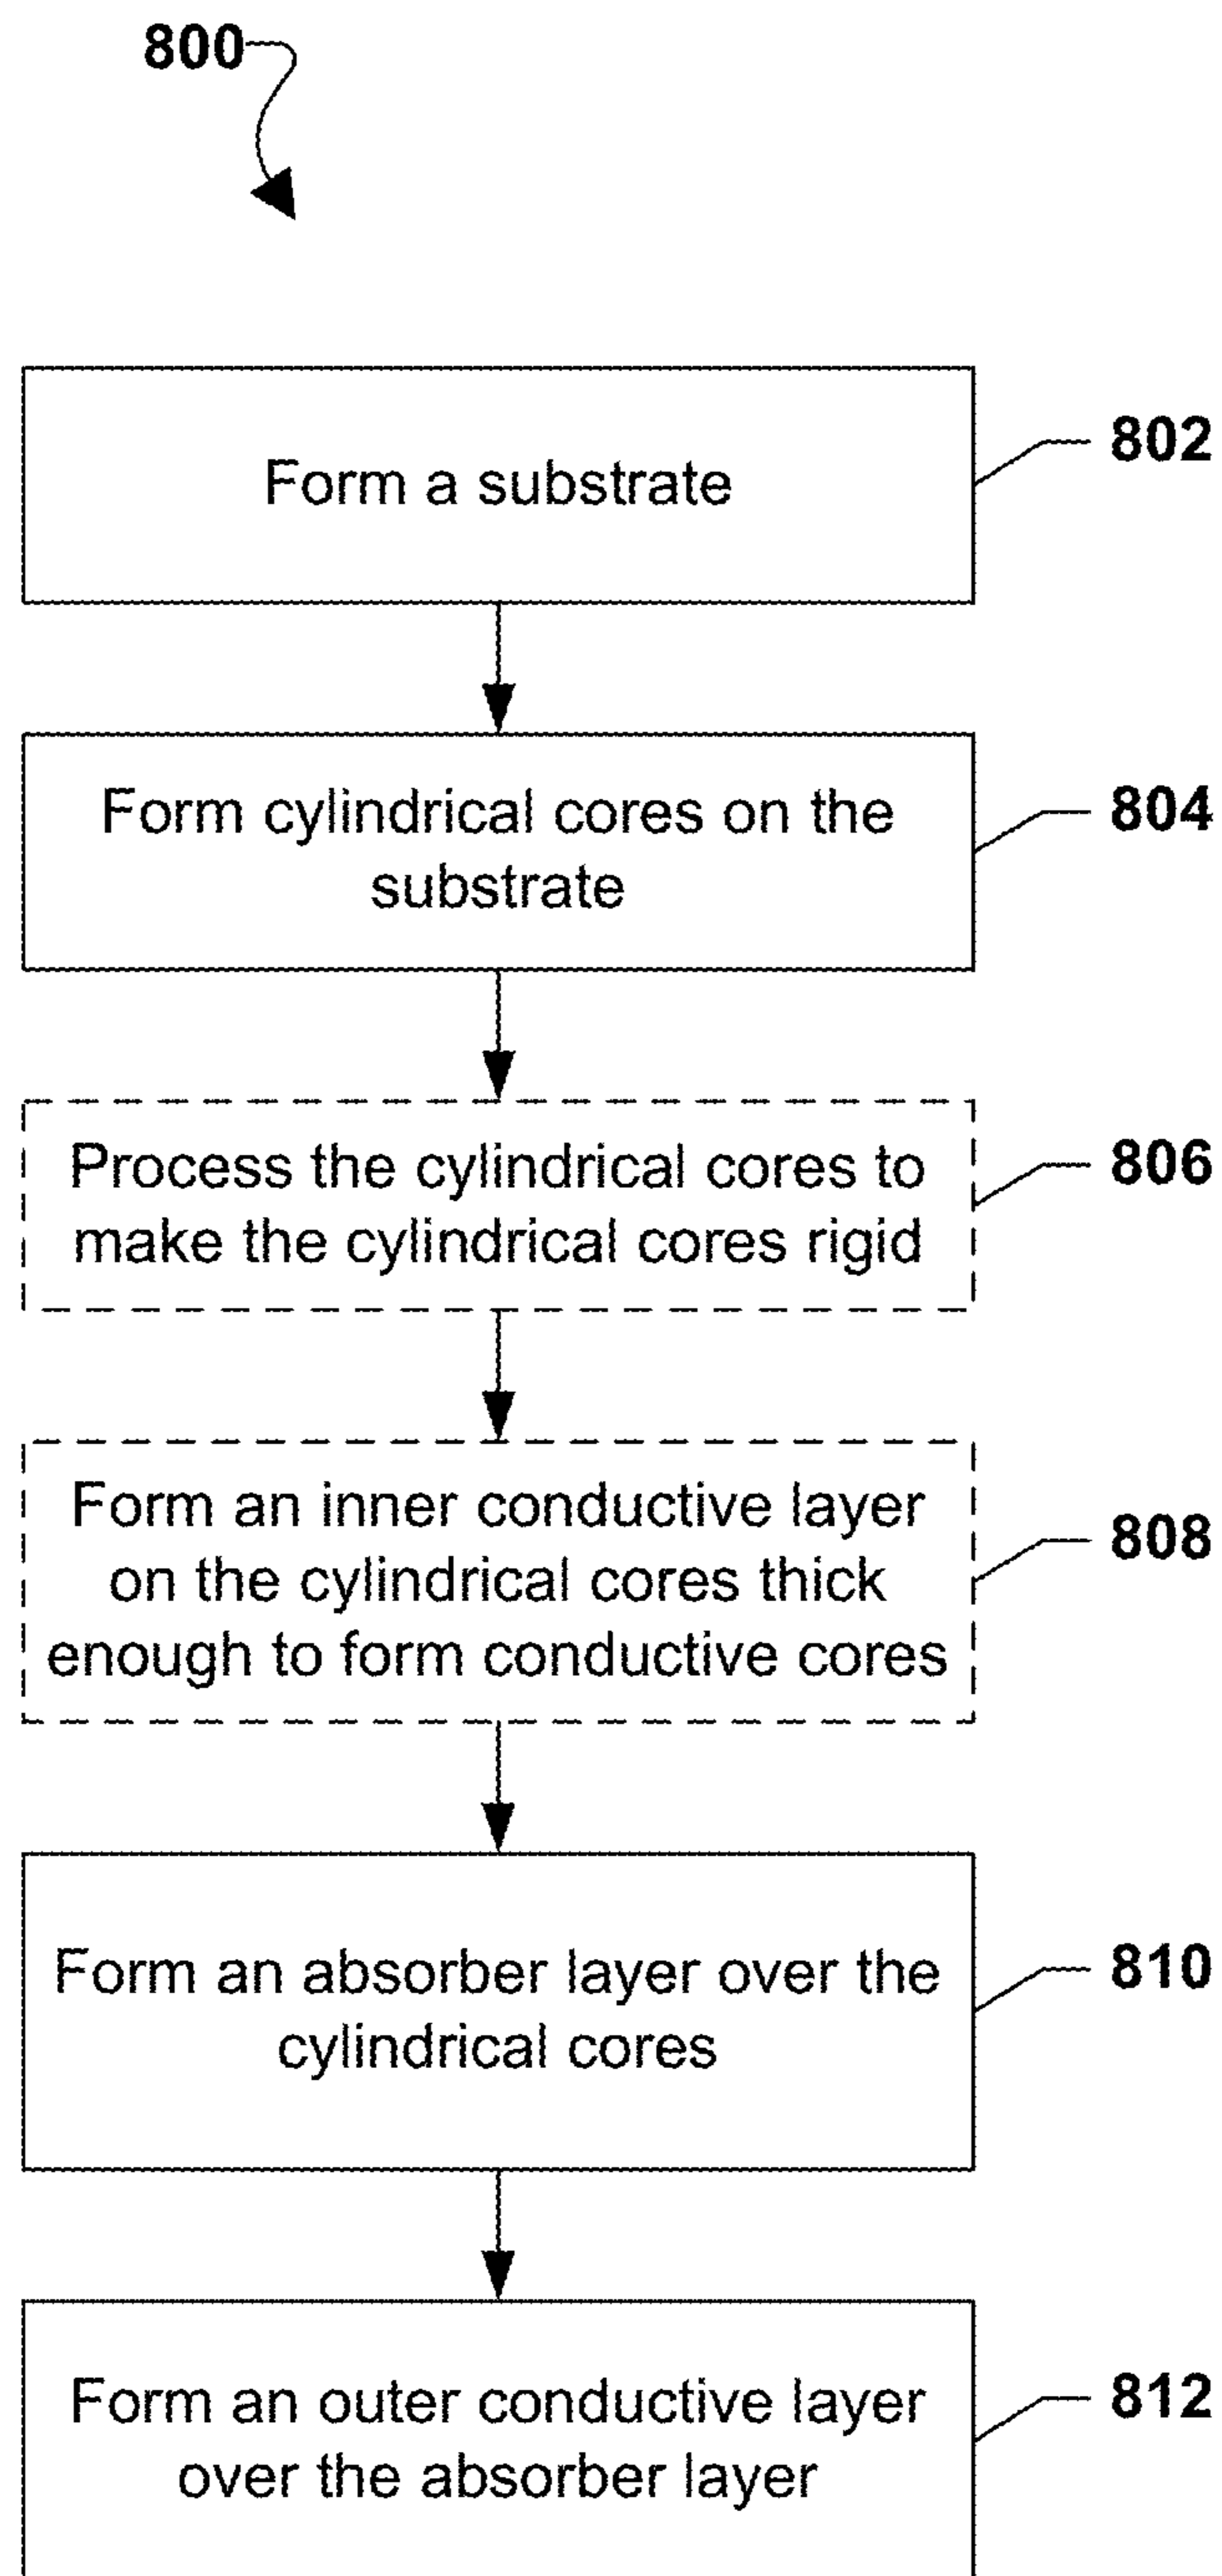 800
Form a substrate
802
Form cylindrical cores on the
substrate
804
Process the cylindrical cores to
make the cylindrical cores rigid
806
Form an inner conductive layer
on the cylindrical cores thick
enough to form conductive cores
808
Form an absorber layer over the
cylindrical cores
810
Form an outer conductive layer
over the absorber layer
812